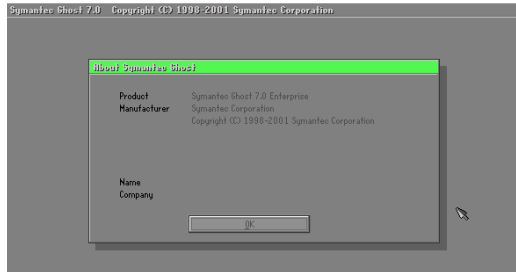 Symantec Ghost 7.0 Copyright (C) 1998-2001 Symantec Corporation
About Symantec Ghost
Product Symantec Ghost 7.0 Enterprise
Manufacturer Symantec Corporation
Copyright (C) 1998-2001 Symantec Corporation
Name
Company
OK